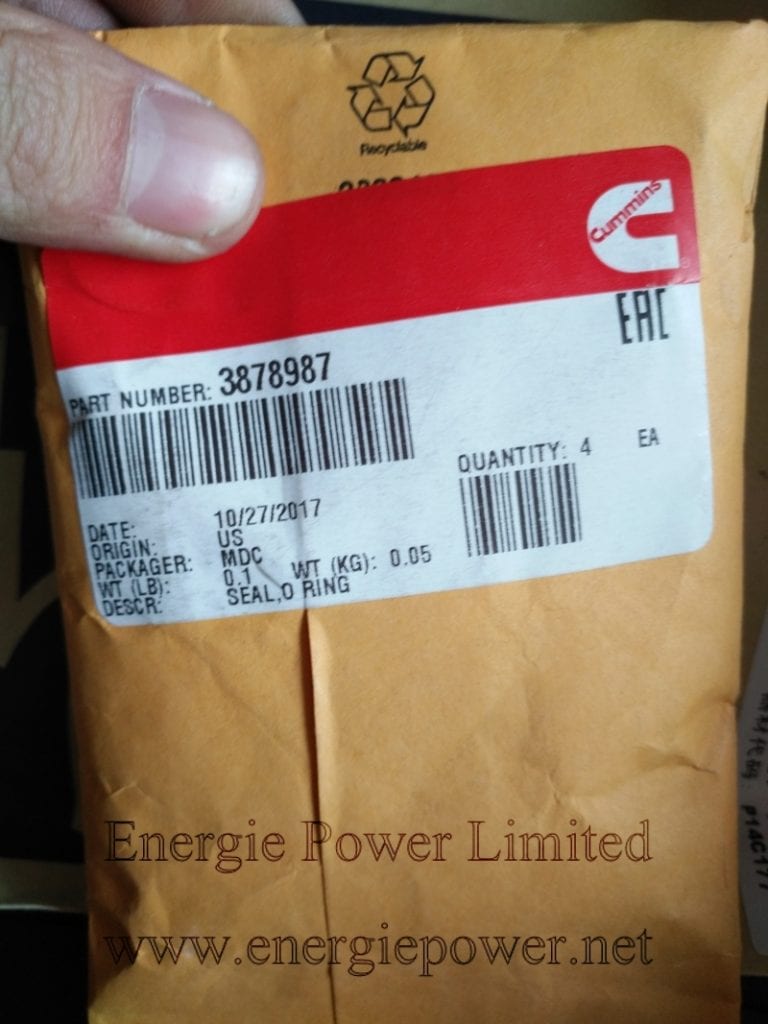 Recyclable
Cummins
EAC
PART NUMBER: 3878987
QUANTITY: 4 EA
DATE: 10/27/2017
ORIGIN: US
PACKAGER: MDC
WT (LB): 0.1 WT (KG): 0.05
DESCR: SEAL,O RING
Energie Power Limited
www.energiepower.net